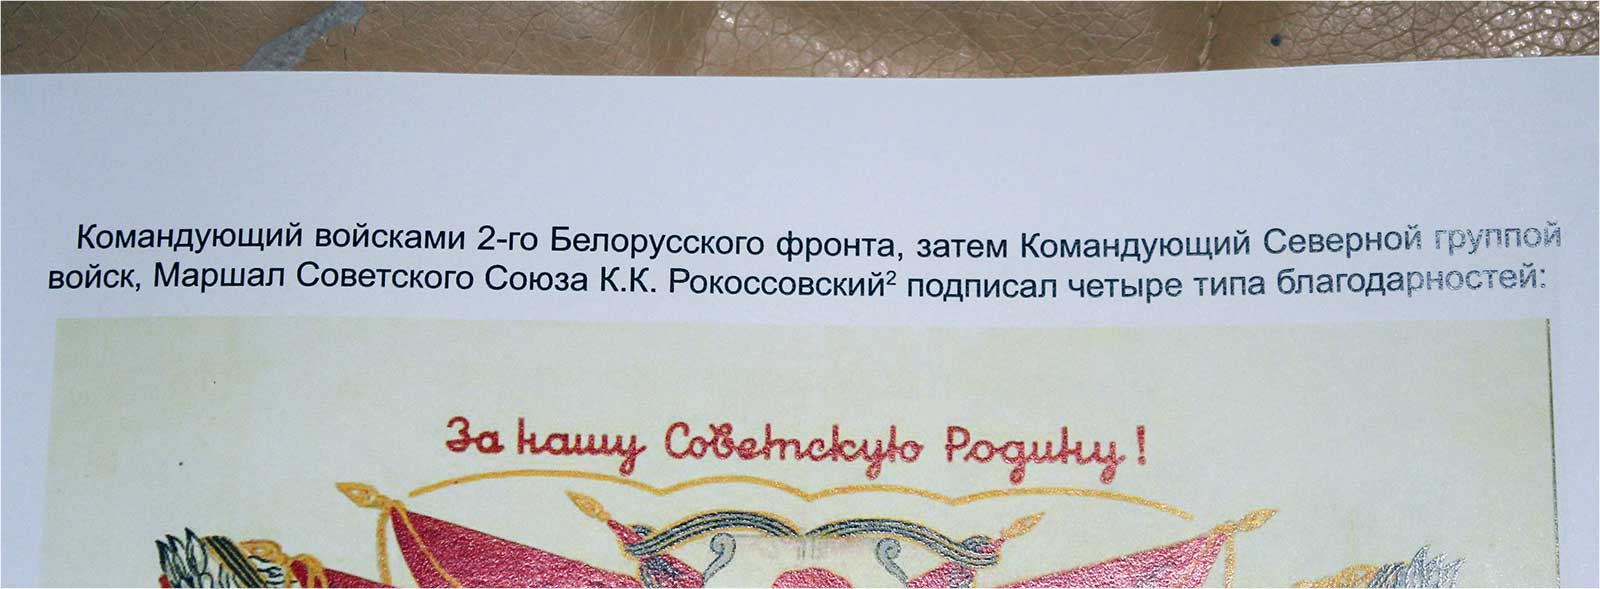 Командующий войсками 2-го Белорусского фронта, затем Командующий Северной группой
войск, Маршал Советского Союза К.К. Рокоссовский² подписал четыре типа благодарностей:
За нашу Советскую Родину!